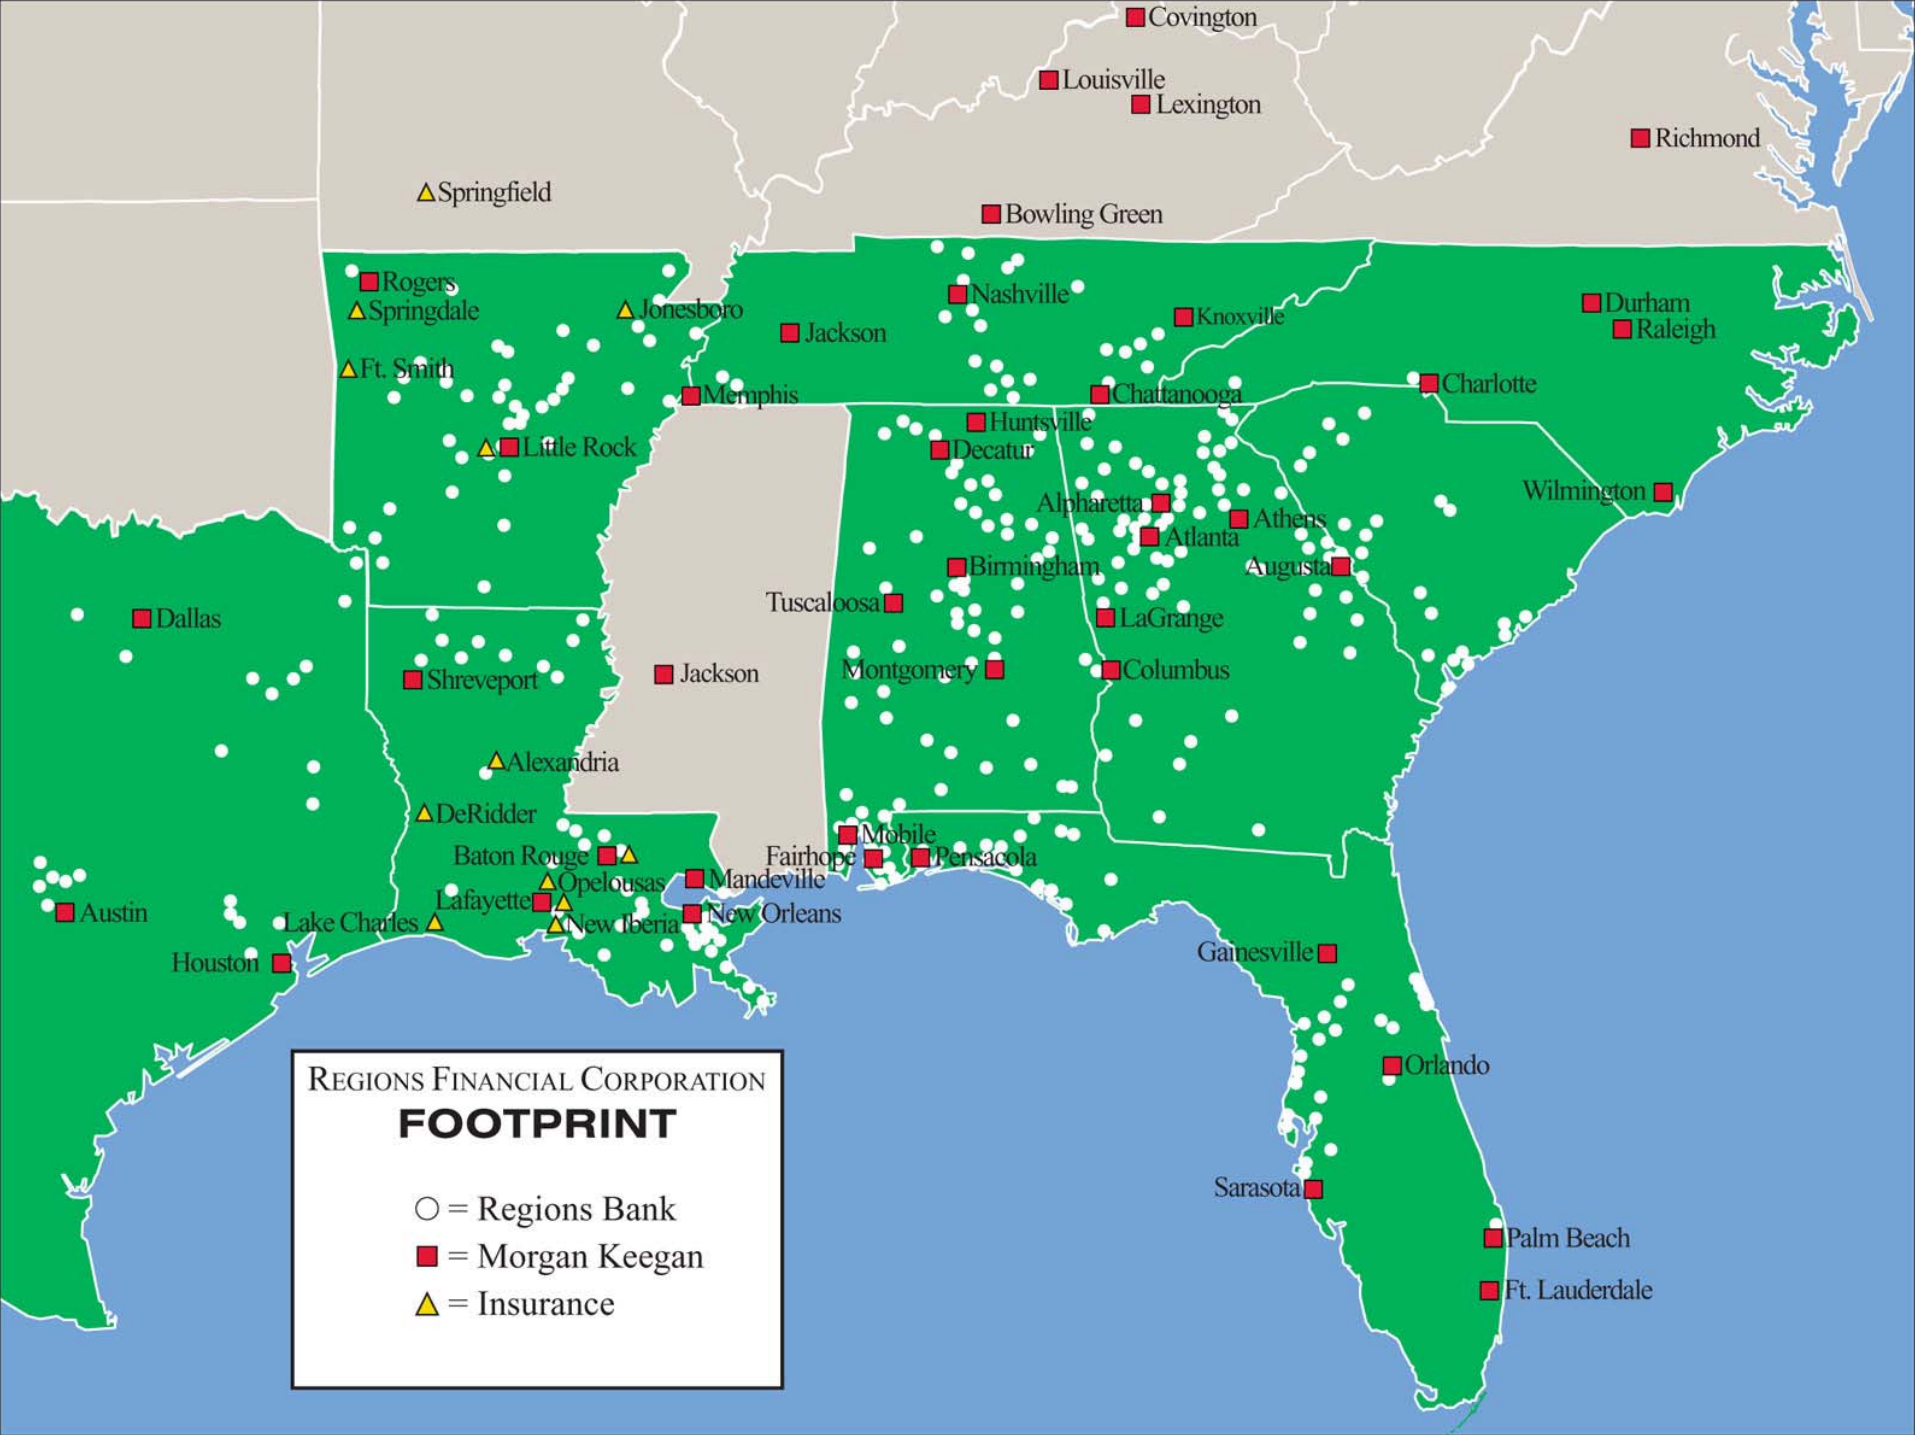 Covington
Louisville
Lexington
Richmond
Springfield
Bowling Green
Rogers
Nashville
Durham
Springdale
Jonesboro
Knoxville
Raleigh
Jackson
Ft. Smith
Charlotte
Memphis
Chattanooga
Huntsville
Little Rock
Decatur
Wilmington
Alpharetta
Athens
Atlanta
Birmingham
Augusta
Tuscaloosa
Dallas
LaGrange
Montgomery
Columbus
Jackson
Shreveport
Alexandria
DeRidder
Mobile
Baton Rouge
Fairhope
Pensacola
Opelousas
Mandeville
Lafayette
Austin
New Orleans
Lake Charles
New Iberia
Gainesville
Houston
Orlando
REGIONS FINANCIAL CORPORATION
FOOTPRINT
= Regions Bank
= Morgan Keegan
= Insurance
Sarasota
Palm Beach
Ft. Lauderdale